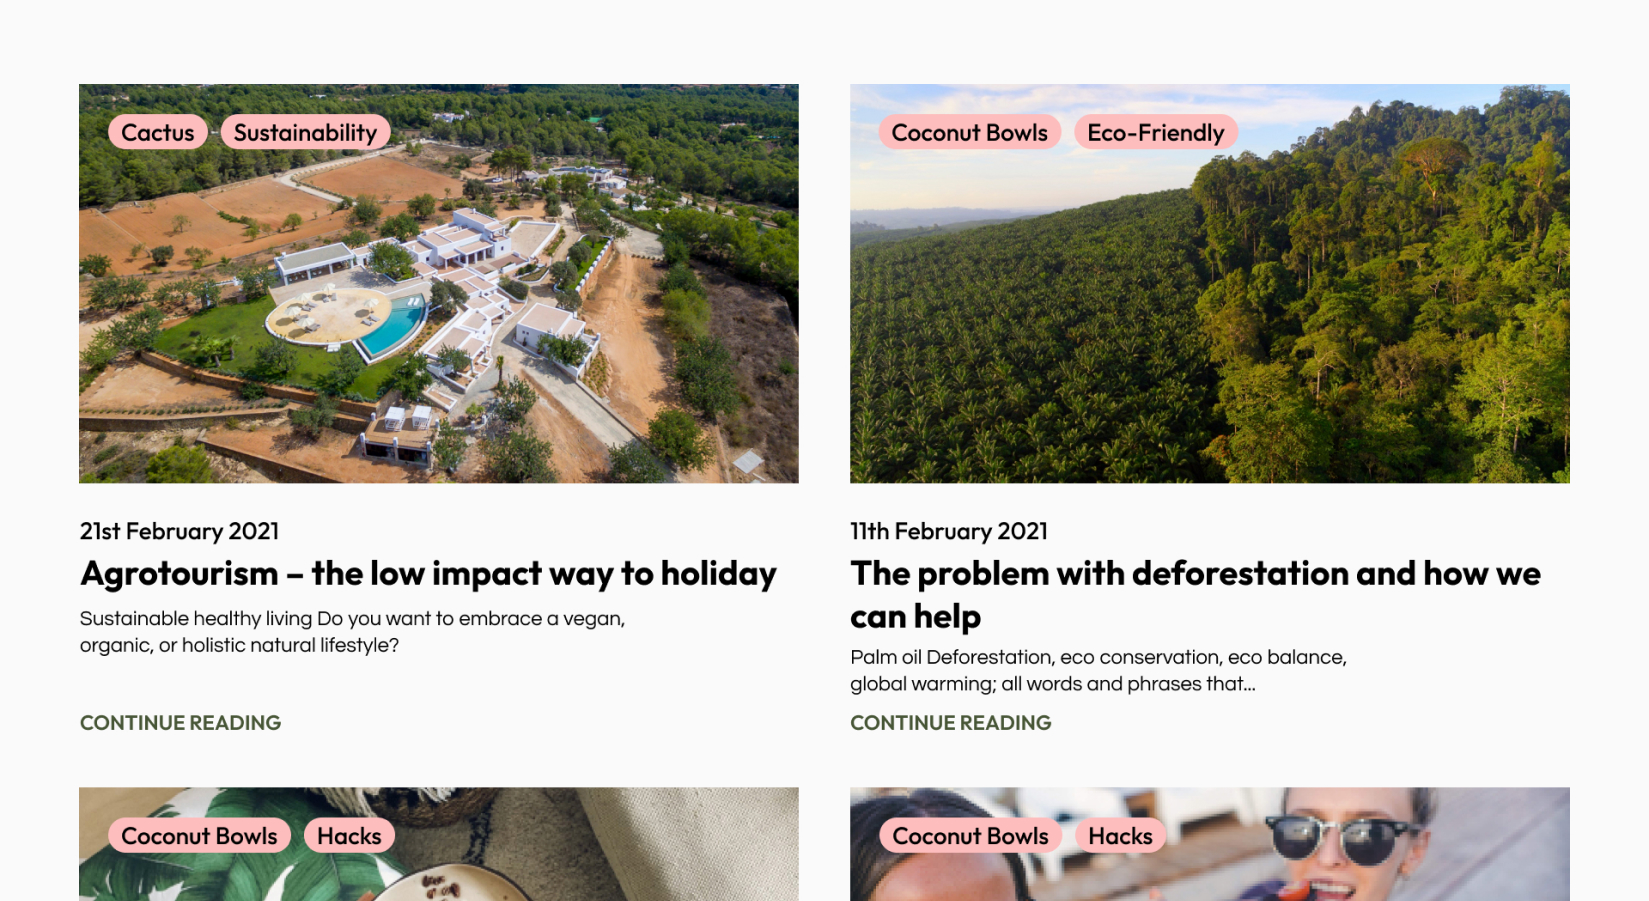 Cactus
Sustainability
Coconut Bowls
Eco-Friendly
21st February 2021
Agrotourism – the low impact way to holiday
Sustainable healthy living Do you want to embrace a vegan,
organic, or holistic natural lifestyle?
CONTINUE READING
11th February 2021
The problem with deforestation and how we
can help
Palm oil Deforestation, eco conservation, eco balance,
global warming; all words and phrases that...
CONTINUE READING
Coconut Bowls
Hacks
Coconut Bowls
Hacks